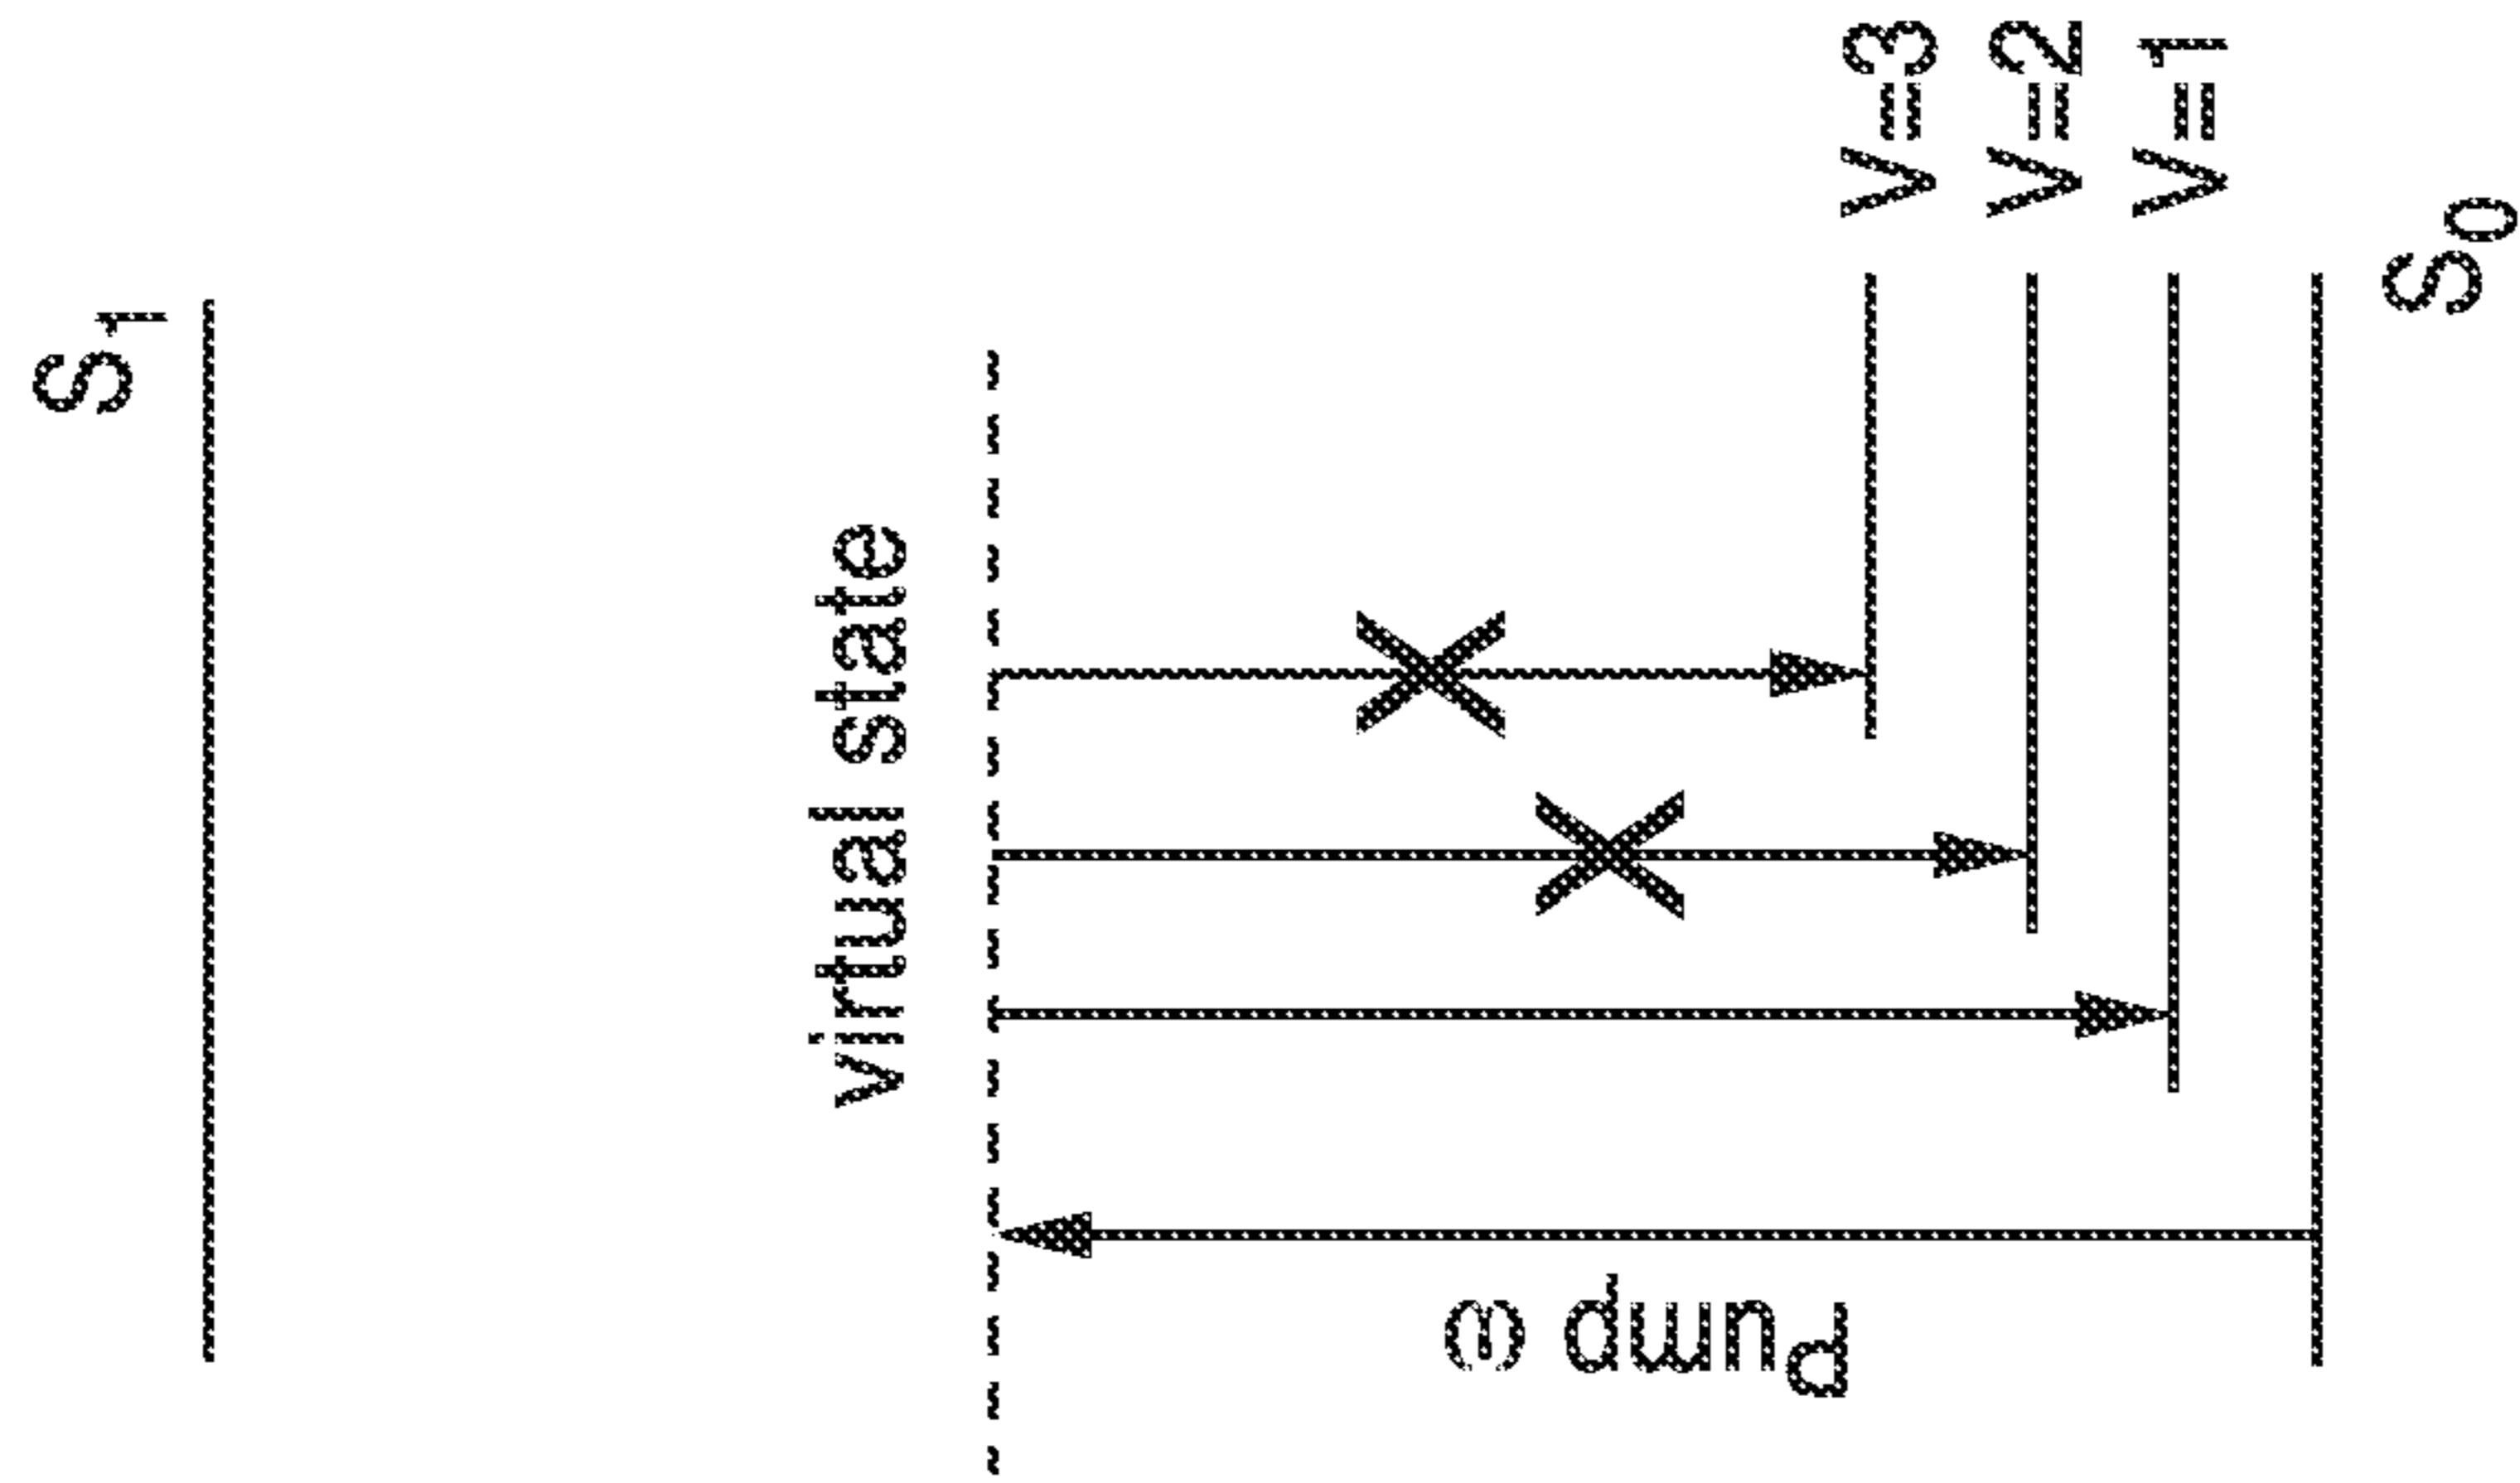 S₁
virtual state
Pump ω
V=3
V=2
V=1
S₀